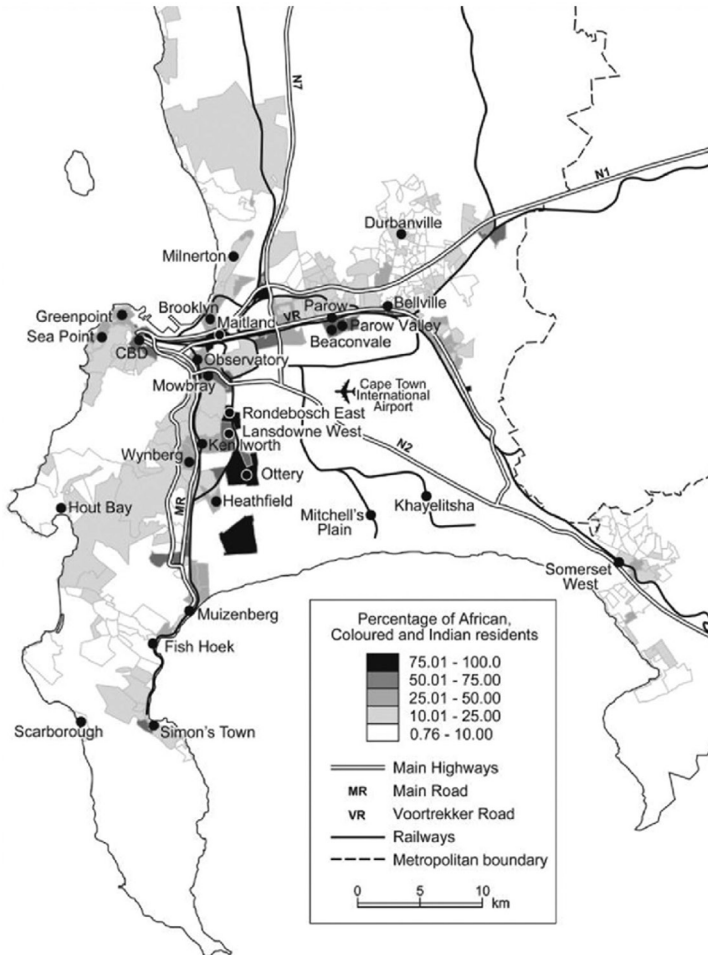 N7
N1
Durbanville
Milnerton
Greenpoint
Brooklyn
Parow
Bellville
VR
Sea Point
Maitland
Parow Valley
CBD
Beaconvale
Observatory
Mowbray
Cape Town
International
Airport
Rondebosch East
Lansdowne West
N2
Kenilworth
Wynberg
Ottery
Hout Bay
MR
Heathfield
Mitchell's
Plain
Khayelitsha
Somerset
West
Muizenberg
Fish Hoek
Scarborough
Simon's Town
Percentage of African,
Coloured and Indian residents
75.01 - 100.0
50.01 - 75.00
25.01 - 50.00
10.01 - 25.00
0.76 - 10.00
Main Highways
MR Main Road
VR Voortrekker Road
Railways
Metropolitan boundary
0 5 10
km